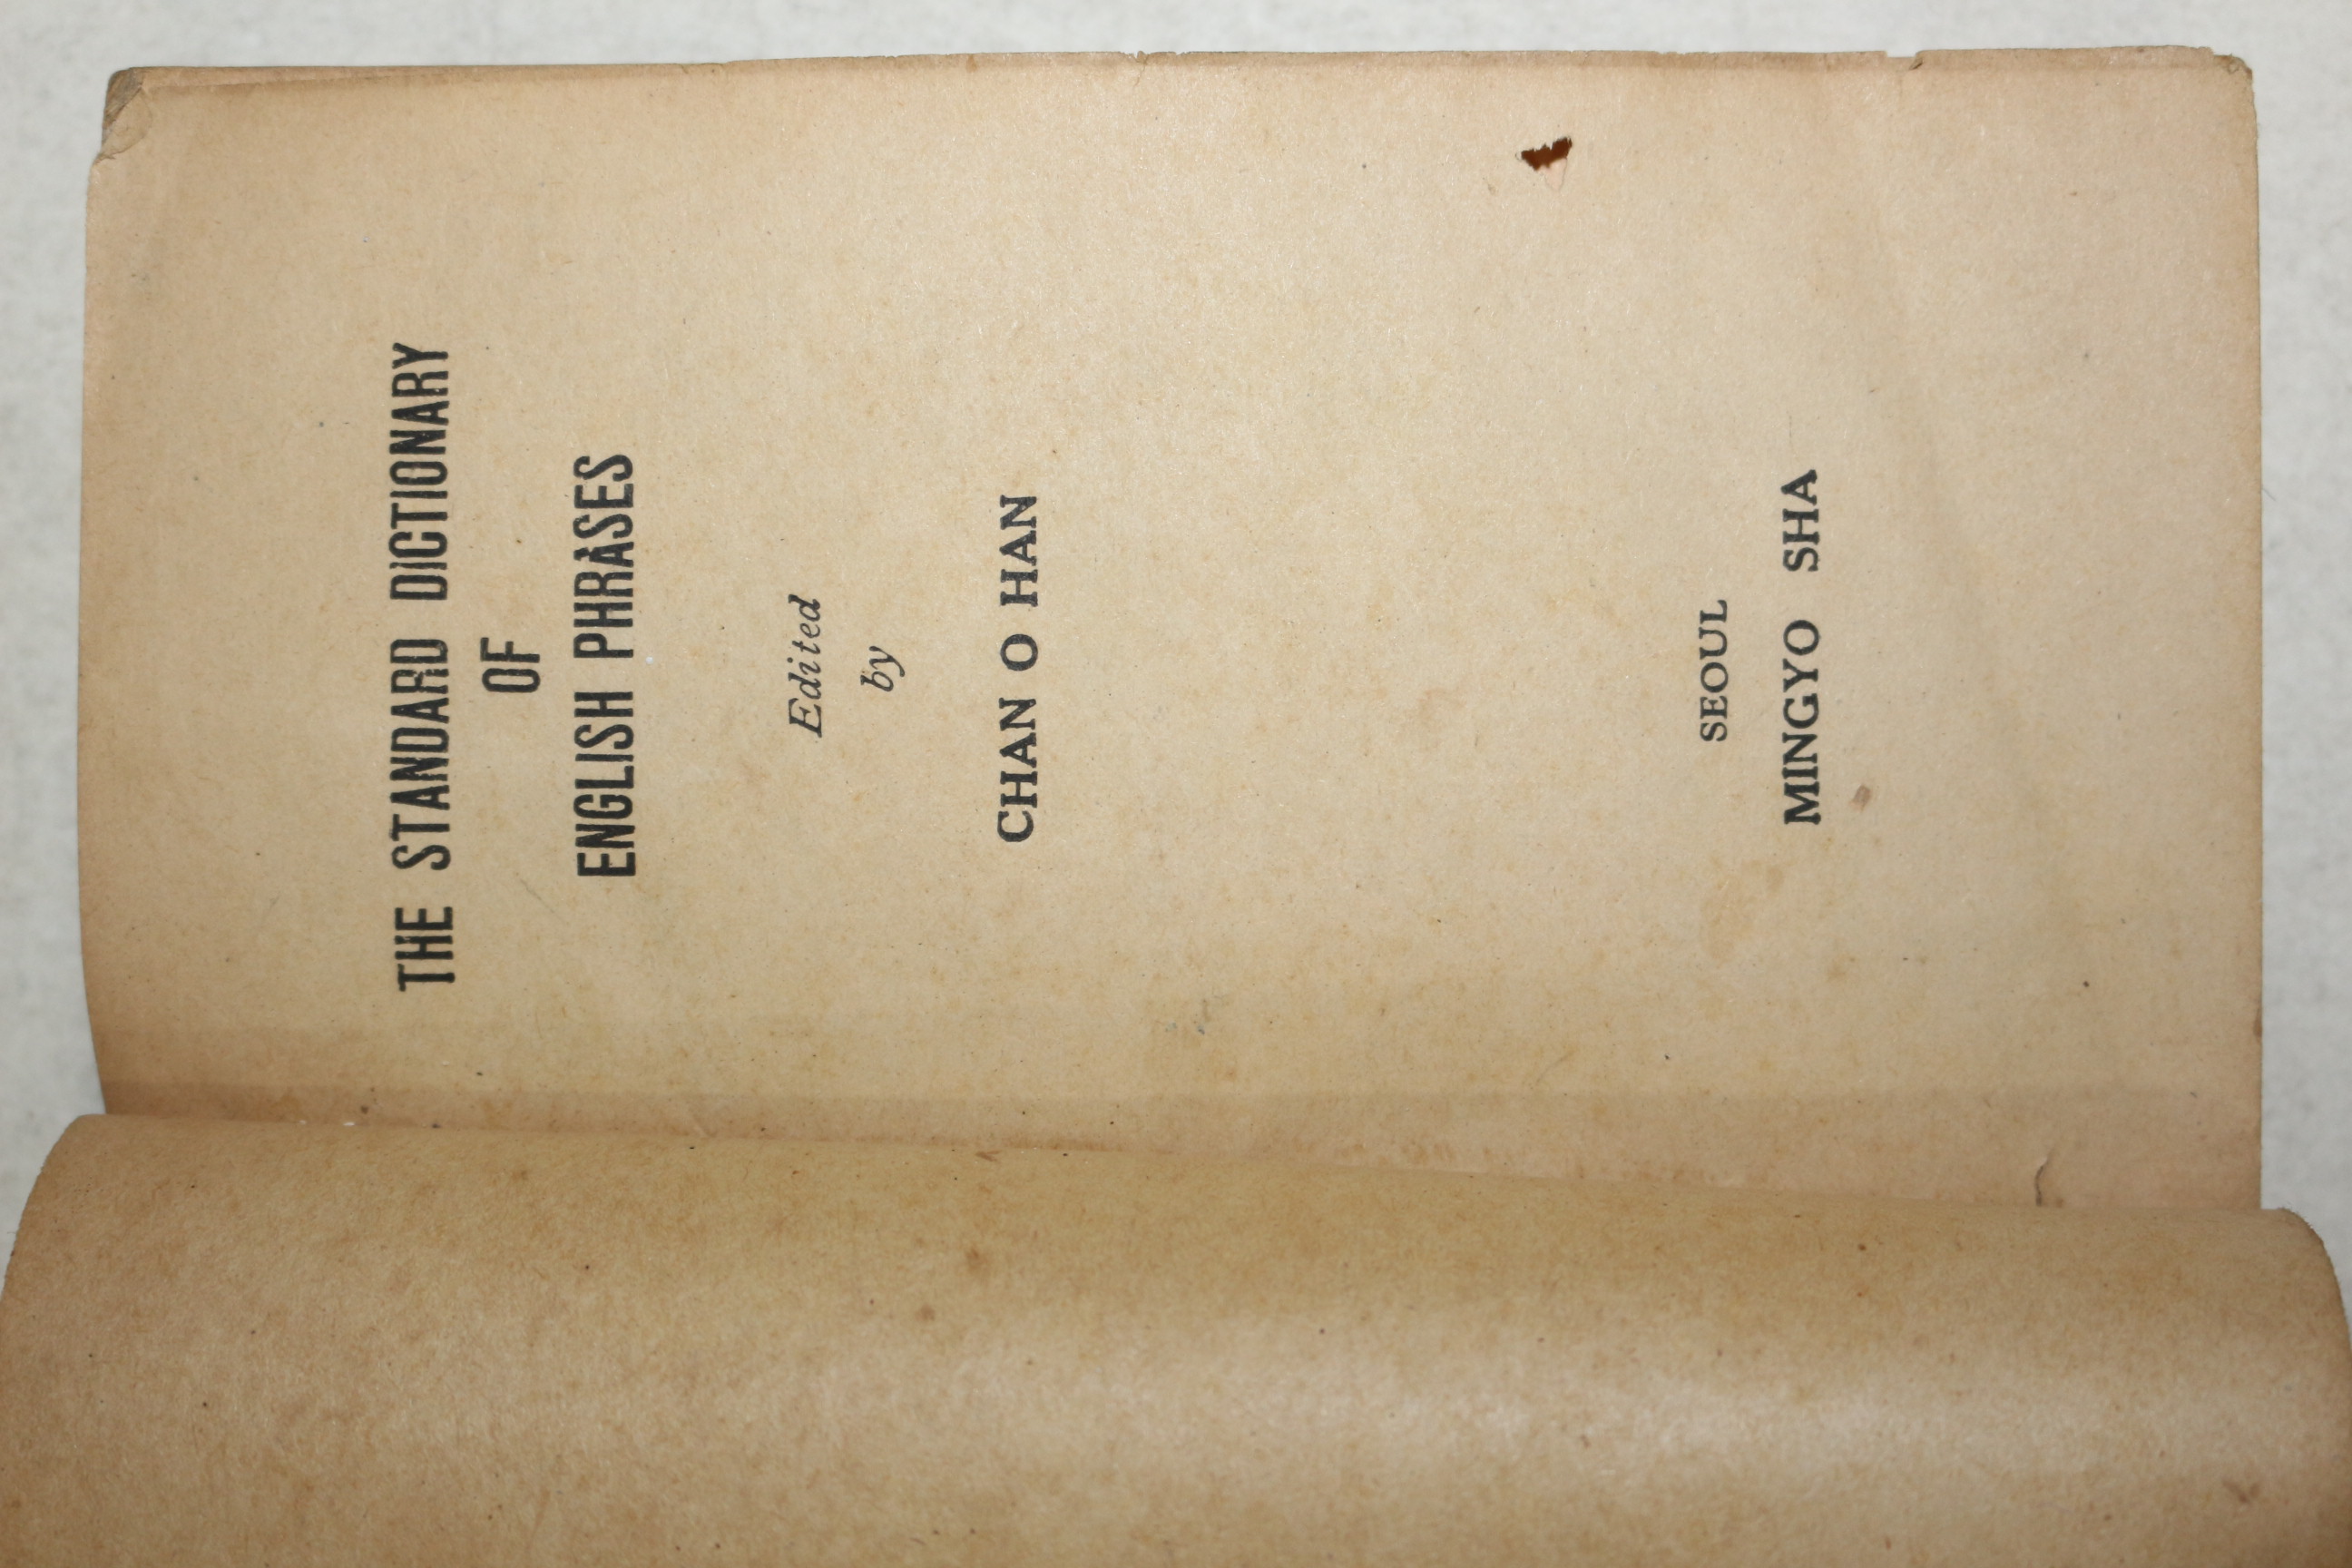 THE STANDARD DICTIONARY
OF
ENGLISH PHRASES
Edited
by
CHAN O HAN
SEOUL
MINGYO SHA